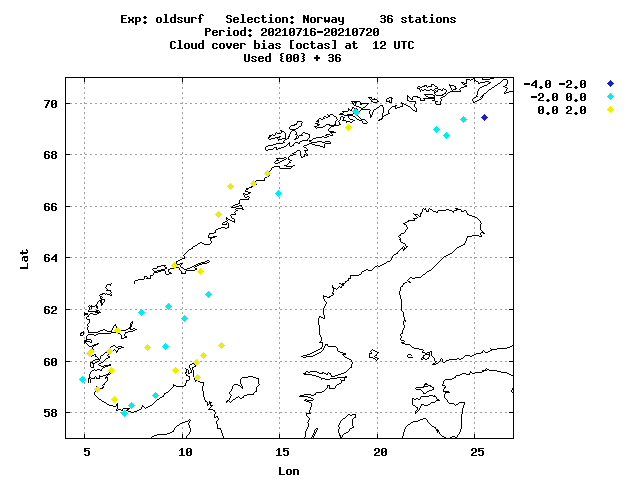 Exp: oldsurf   Selection: Norway     36 stations
Period: 20210716-20210720
Cloud cover bias [octas] at  12 UTC
Used {00} + 36
-4.0 -2.0
-2.0 0.0
0.0 2.0
70
68
66
64
62
60
58
Lat
5 10 15 20 25
Lon